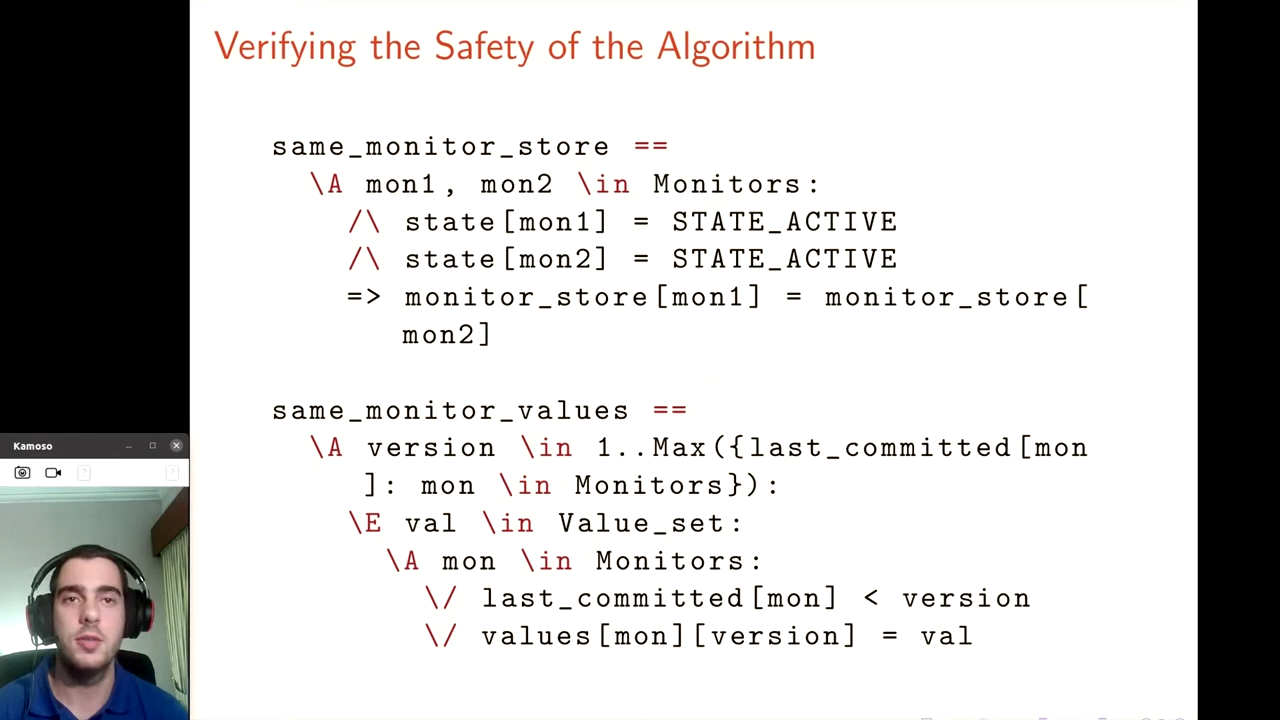 Verifying the Safety of the Algorithm
same_monitor_store ==
\A mon1, mon2 \in Monitors:
/\ state[mon1] = STATE_ACTIVE
/\ state[mon2] = STATE_ACTIVE
=> monitor_store[mon1] = monitor_store[
mon2]
same_monitor_values ==
\A version \in 1..Max({last_committed[mon
]: mon \in Monitors}):
\E val \in Value_set:
\A mon \in Monitors:
\/ last_committed[mon] < version
\/ values[mon][version] = val
Kamoso